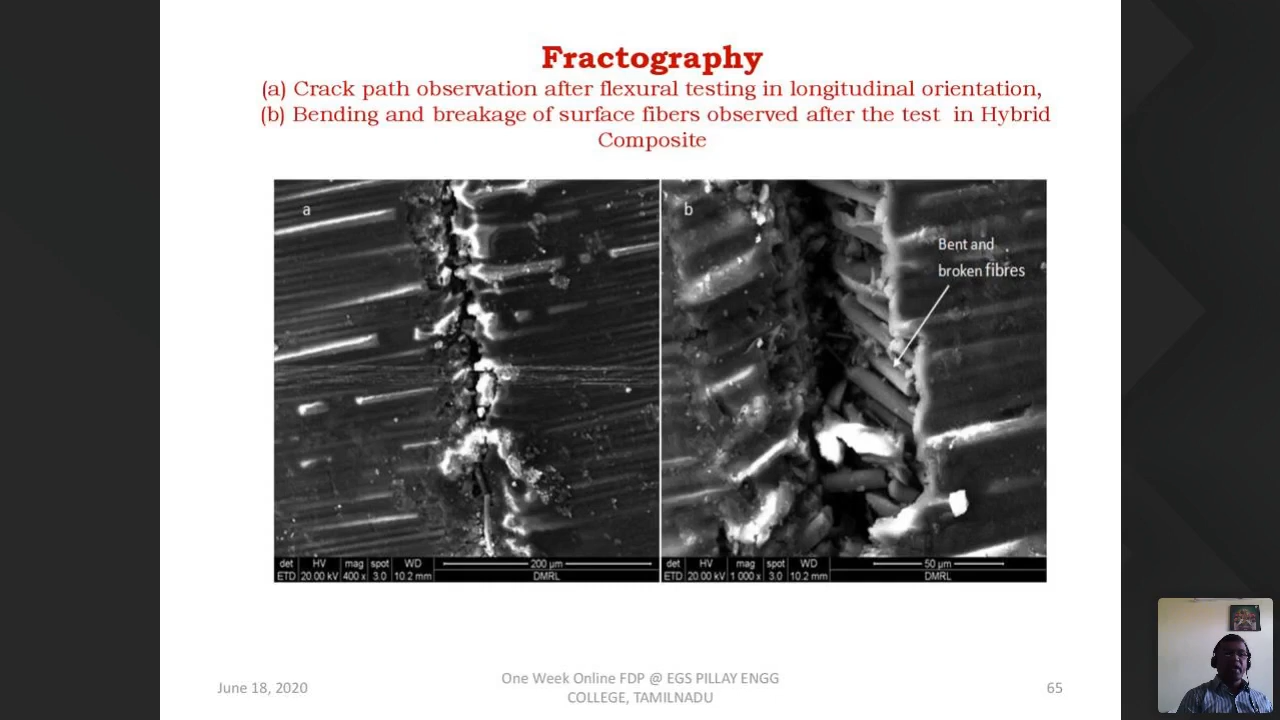 Fractography
(a) Crack path observation after flexural testing in longitudinal orientation,
(b) Bending and breakage of surface fibers observed after the test in Hybrid
Composite
a
b
Bent and
broken fibres
det HV mag spot WD 200 µm
ETD 20.00 kV 400 x 3.0 10.2 mm DMRL
det HV mag spot WD 50 µm
ETD 20.00 kV 1 000 x 3.0 10.2 mm DMRL
June 18, 2020
One Week Online FDP @ EGS PILLAY ENGG
COLLEGE, TAMILNADU
65